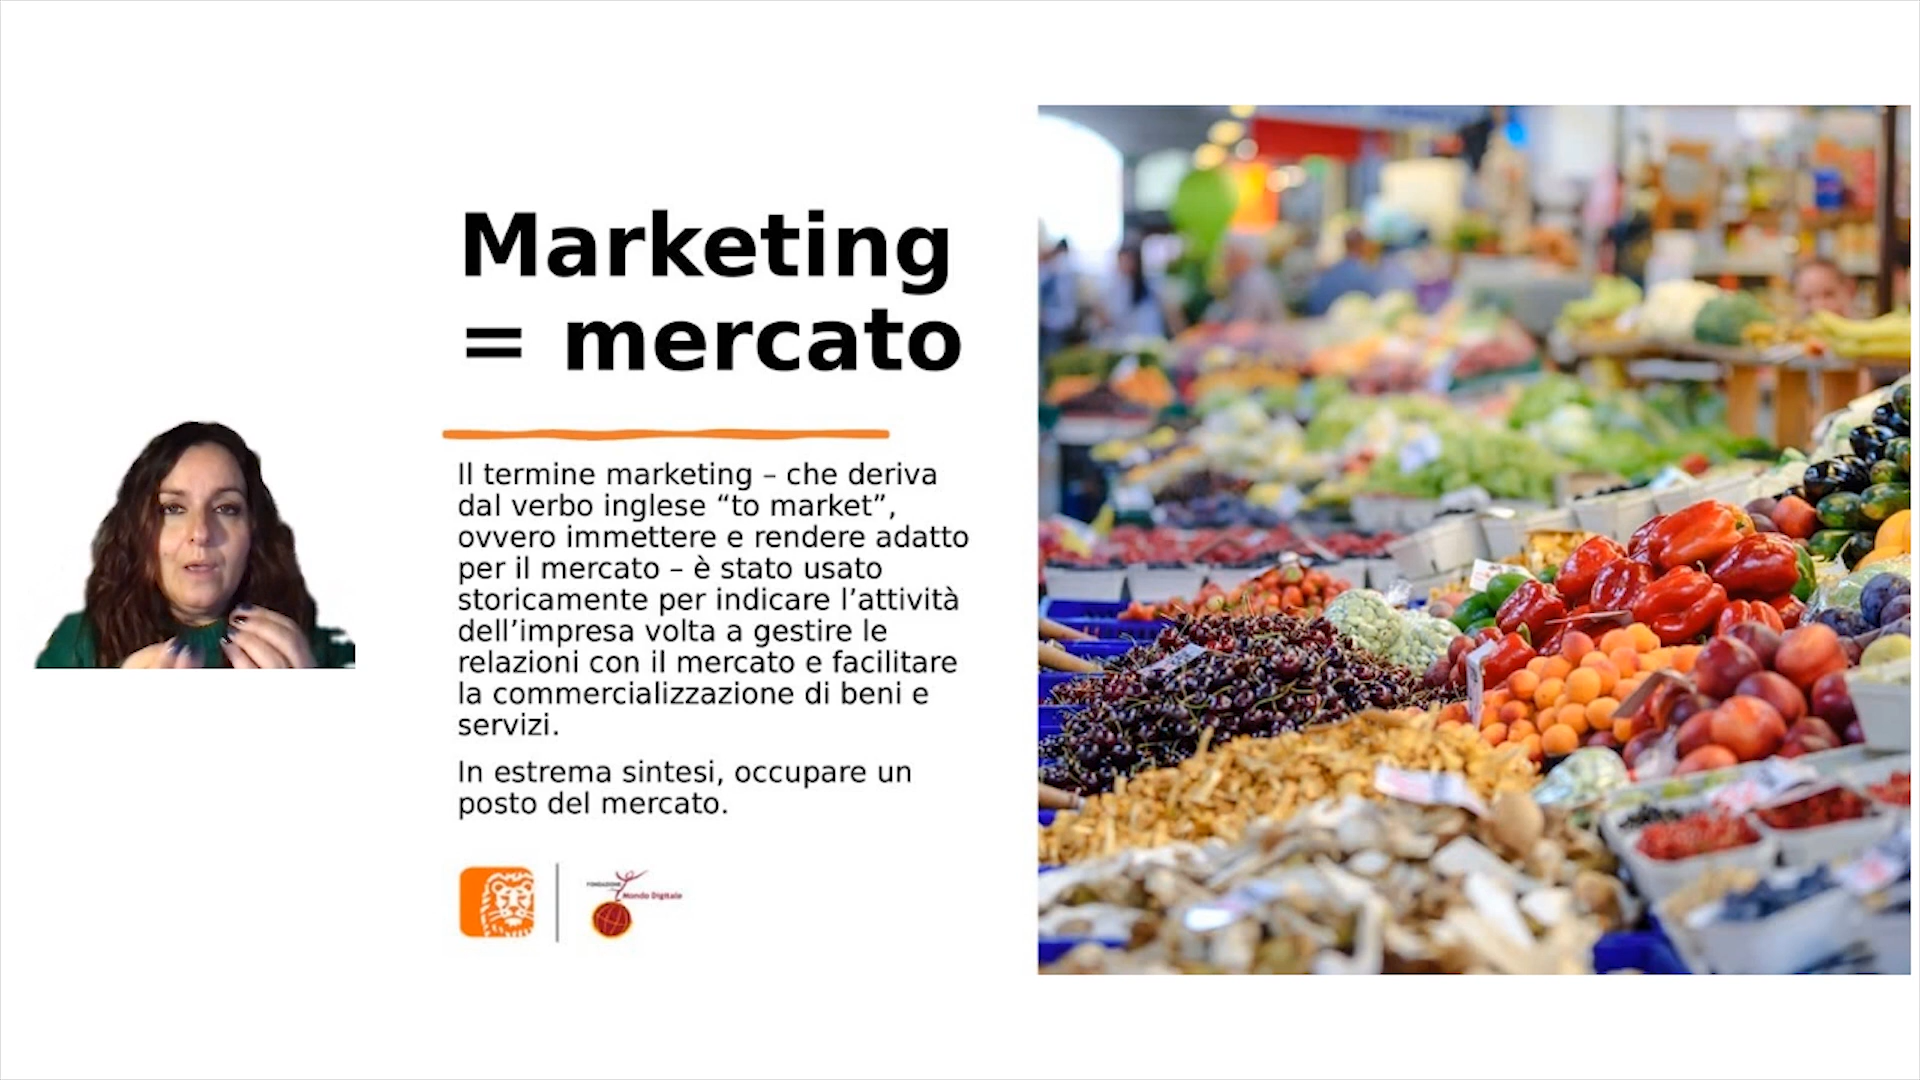 Marketing
= mercato
Il termine marketing – che deriva
dal verbo inglese “to market”,
ovvero immettere e rendere adatto
per il mercato – è stato usato
storicamente per indicare l’attività
dell’impresa volta a gestire le
relazioni con il mercato e facilitare
la commercializzazione di beni e
servizi.
In estrema sintesi, occupare un
posto del mercato.
FONDAZIONE
Mondo Digitale